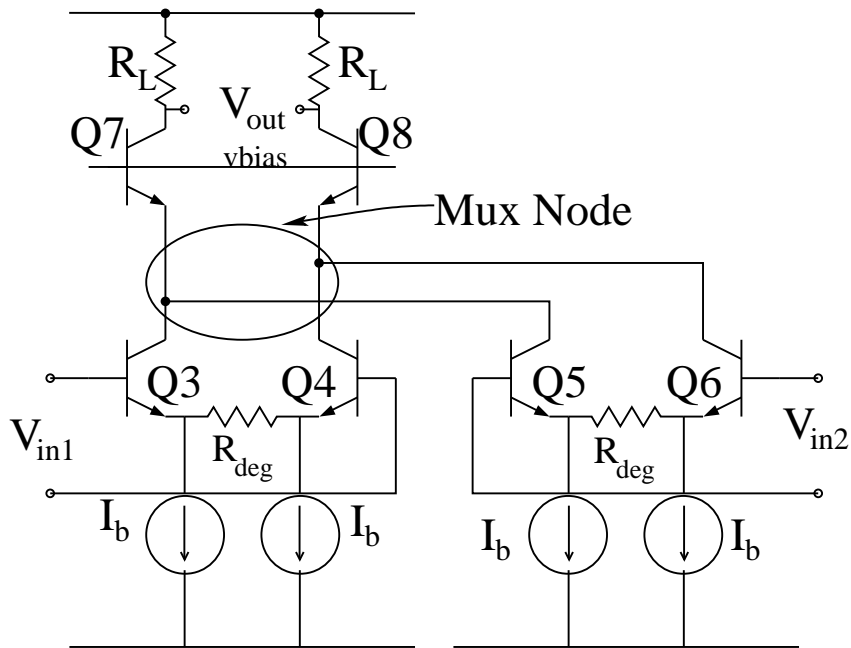 R_L R_L
V_out
Q7 Q8
vbias
Mux Node
Q3 Q4 Q5 Q6
V_in1 R_deg R_deg V_in2
I_b I_b I_b I_b